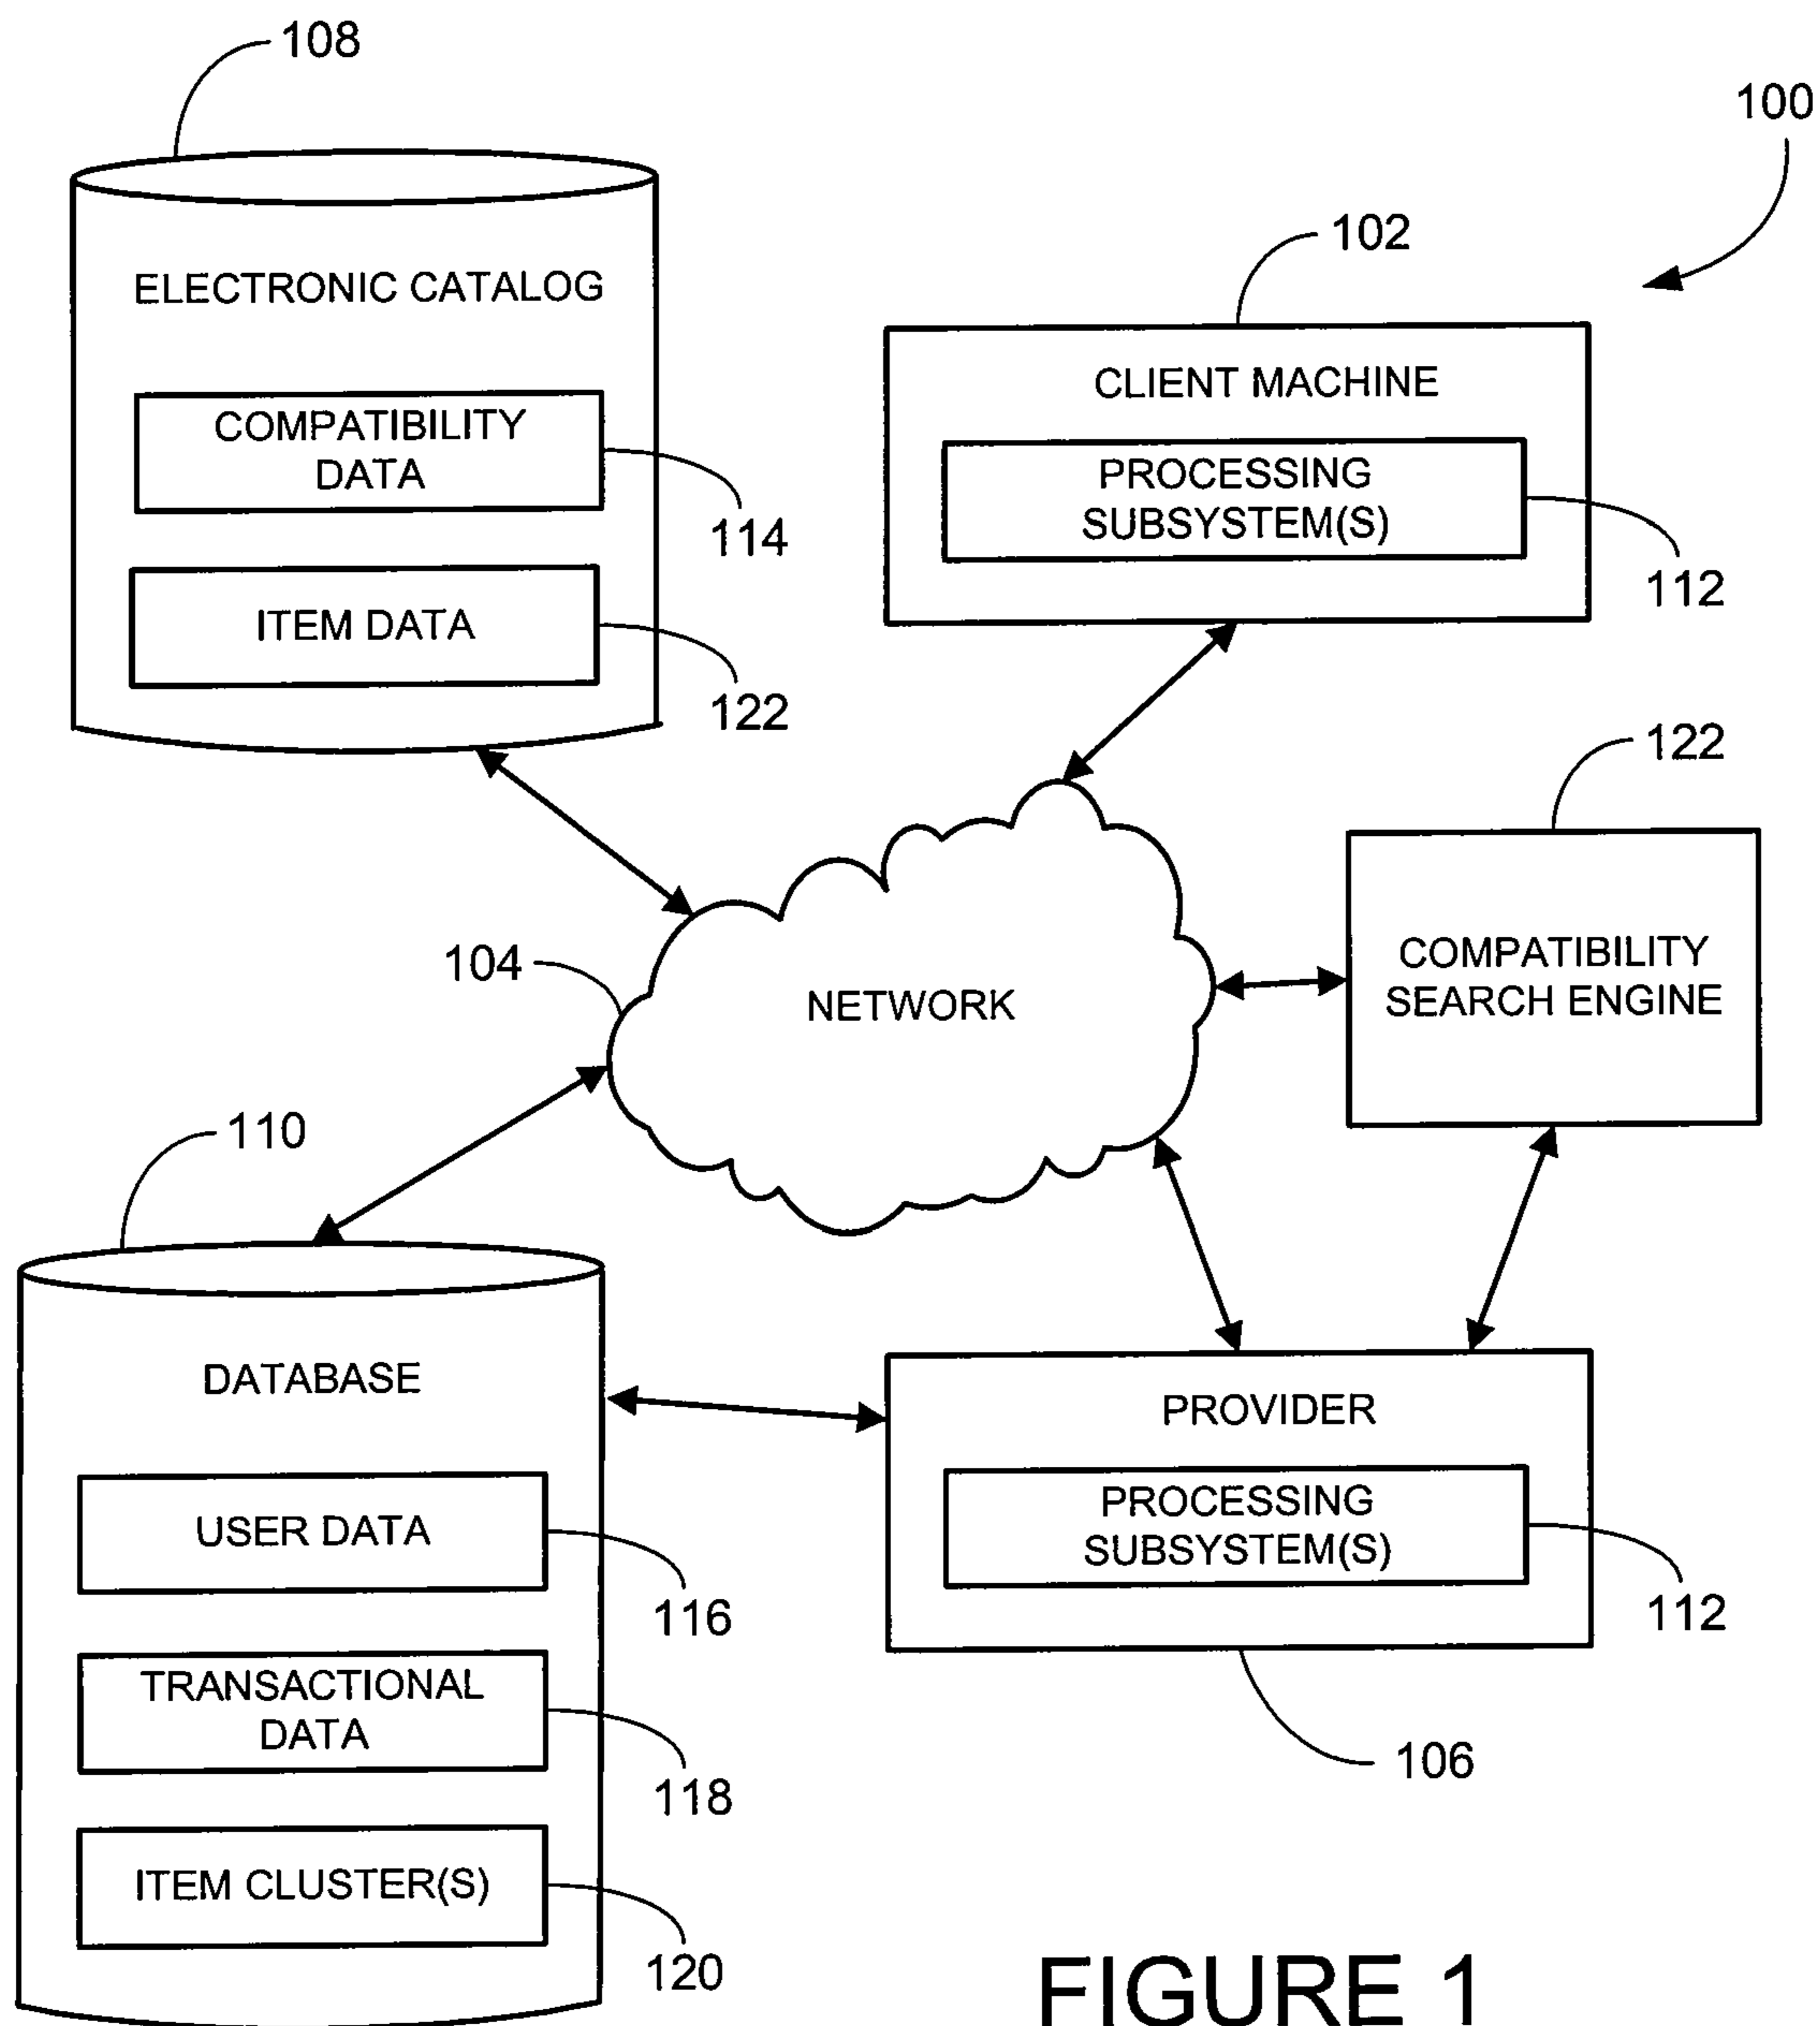 108
100
ELECTRONIC CATALOG
COMPATIBILITY
DATA
114
ITEM DATA
122
102
CLIENT MACHINE
PROCESSING
SUBSYSTEM(S)
112
122
COMPATIBILITY
SEARCH ENGINE
104
NETWORK
110
DATABASE
USER DATA
116
TRANSACTIONAL
DATA
118
ITEM CLUSTER(S)
120
PROVIDER
PROCESSING
SUBSYSTEM(S)
112
106
FIGURE 1